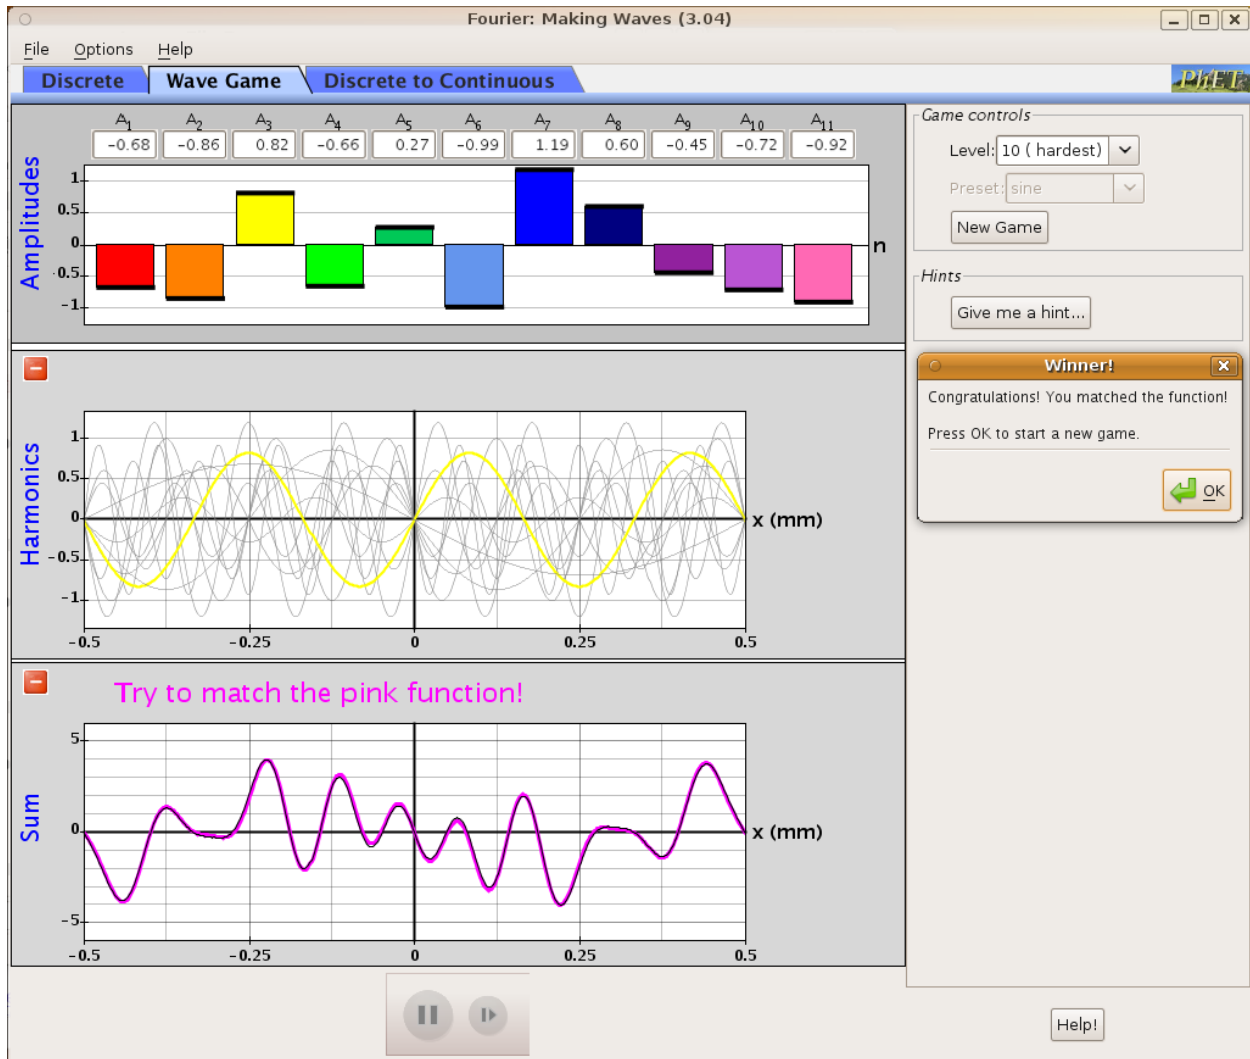 Fourier: Making Waves (3.04)
File Options Help
Discrete Wave Game Discrete to Continuous
PhET
A1 A2 A3 A4 A5 A6 A7 A8 A9 A10 A11
-0.68 -0.86 0.82 -0.66 0.27 -0.99 1.19 0.60 -0.45 -0.72 -0.92
Amplitudes
1
0.5
0
-0.5
-1
n
Game controls
Level: 10 ( hardest)
Preset: sine
New Game
Hints
Give me a hint...
Winner!
Congratulations! You matched the function!
Press OK to start a new game.
OK
Harmonics
1
0.5
0
-0.5
-1
x (mm)
-0.5 -0.25 0 0.25 0.5
Try to match the pink function!
Sum
5
0
-5
x (mm)
-0.5 -0.25 0 0.25 0.5
Help!